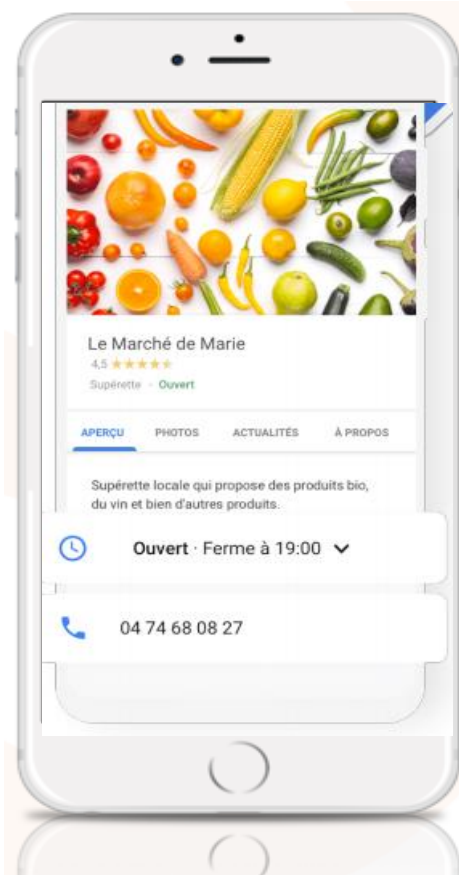 Le Marché de Marie
4,5
Supérette · Ouvert
APERÇU PHOTOS ACTUALITÉS À PROPOS
Supérette locale qui propose des produits bio,
du vin et bien d'autres produits.
Ouvert · Ferme à 19:00
04 74 68 08 27